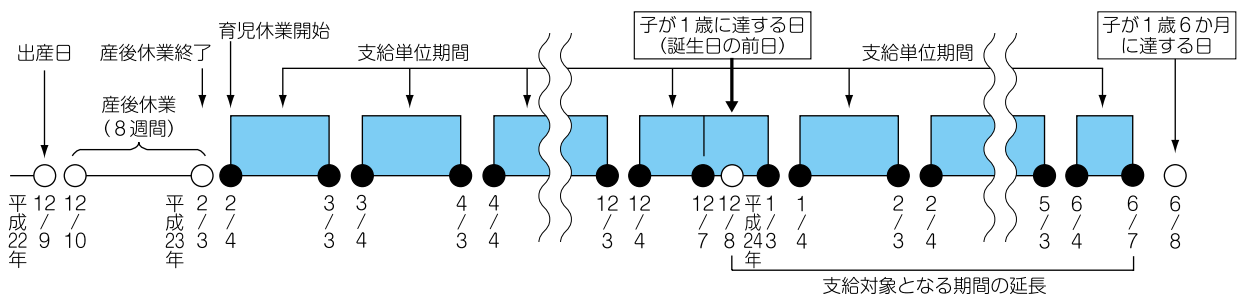 出産日
産後休業終了
育児休業開始
支給単位期間
子が１歳に達する日
（誕生日の前日）
支給単位期間
子が１歳６か月
に達する日
産後休業
（８週間）
平成22年
12/9
12/10
平成23年
2/3
2/4
3/3
3/4
4/3
4/4
12/3
12/4
12/7
12/8
平成24年
1/3
1/4
2/3
2/4
5/3
6/4
6/7
6/8
支給対象となる期間の延長